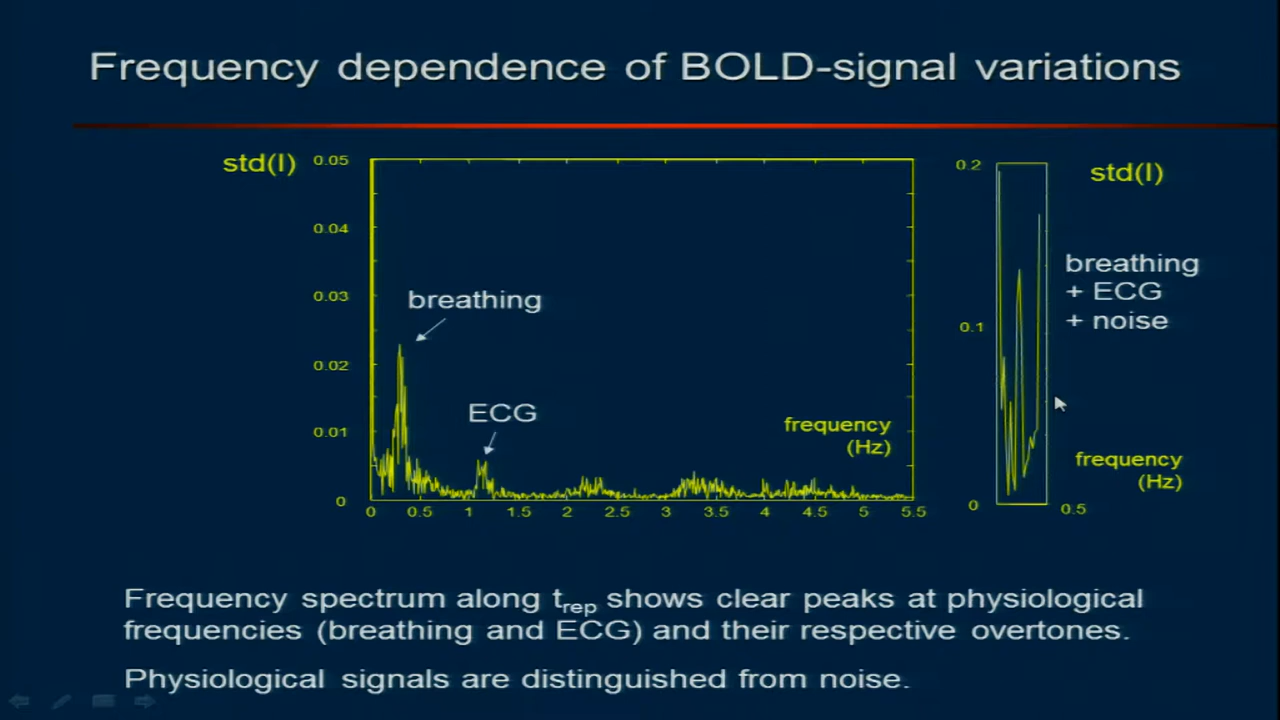 Frequency dependence of BOLD-signal variations
std(I)
0.05
0.04
0.03
0.02
0.01
0
breathing
ECG
frequency
(Hz)
0 0.5 1 1.5 2 2.5 3 3.5 4 4.5 5 5.5
0.2
0.1
0
0.5
std(I)
breathing
+ ECG
+ noise
frequency
(Hz)
Frequency spectrum along trep shows clear peaks at physiological
frequencies (breathing and ECG) and their respective overtones.
Physiological signals are distinguished from noise.